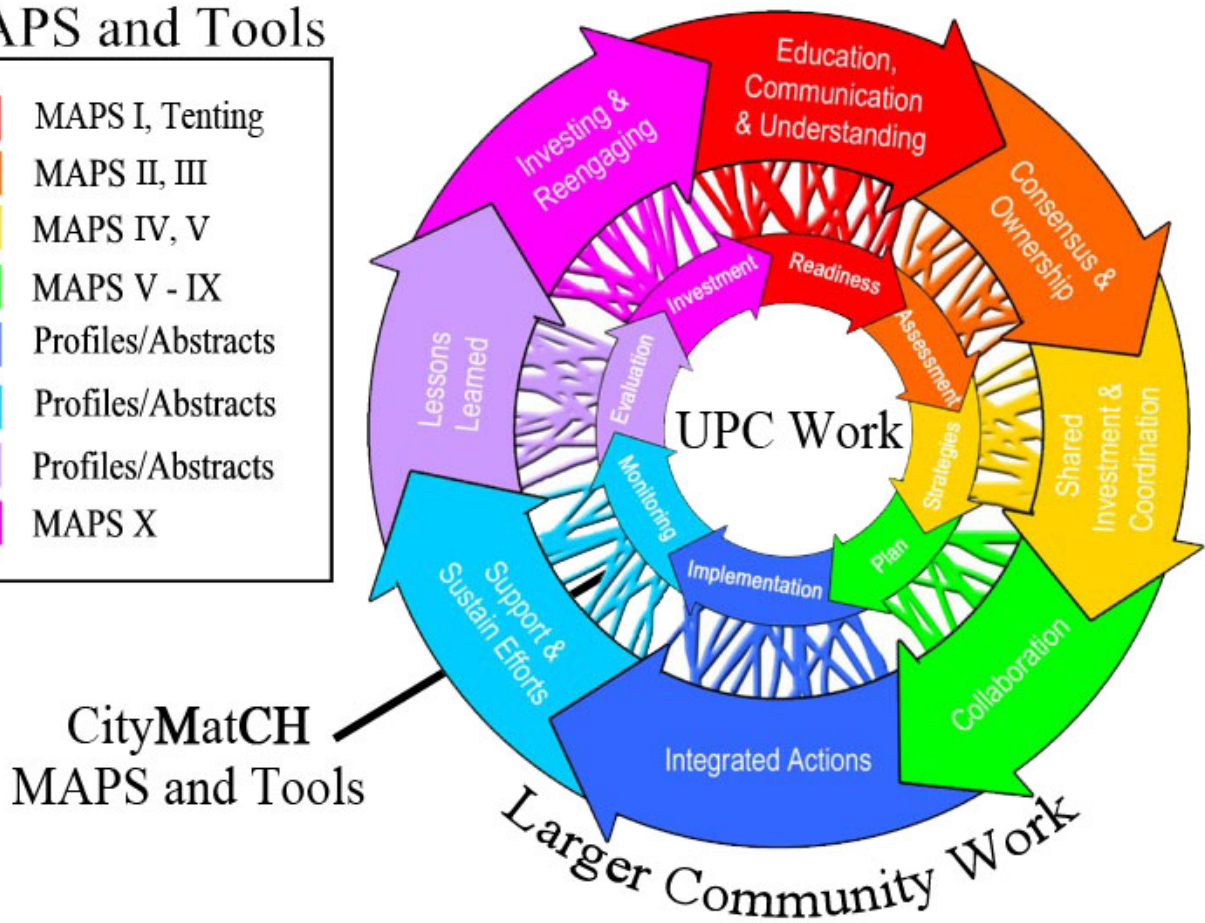 APS and Tools
MAPS I, Tenting
MAPS II, III
MAPS IV, V
MAPS V - IX
Profiles/Abstracts
Profiles/Abstracts
Profiles/Abstracts
MAPS X
Education,
Communication
& Understanding
Consensus &
Ownership
Shared
Investment &
Coordination
Collaboration
Integrated Actions
Support &
Sustain Efforts
Lessons
Learned
Investing &
Reengaging
Readiness
Assessment
Strategies
Plan
Implementation
Monitoring
Evaluation
Investment
UPC Work
CityMatCH
MAPS and Tools
Larger Community Work